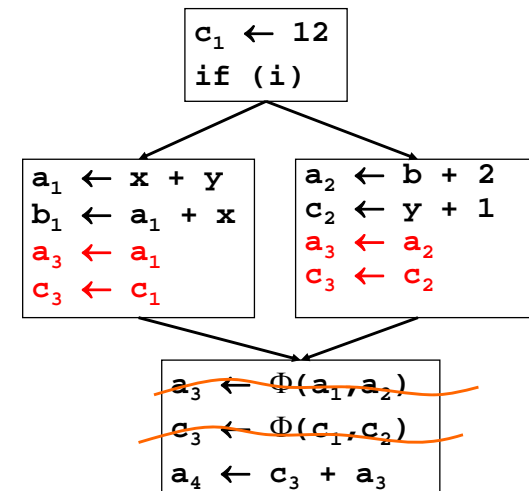 c₁ ← 12
if (i)
a₁ ← x + y
b₁ ← a₁ + x
a₃ ← a₁
c₃ ← c₁
a₂ ← b + 2
c₂ ← y + 1
a₃ ← a₂
c₃ ← c₂
a₃ ← Φ(a₁,a₂)
c₃ ← Φ(c₁,c₂)
a₄ ← c₃ + a₃